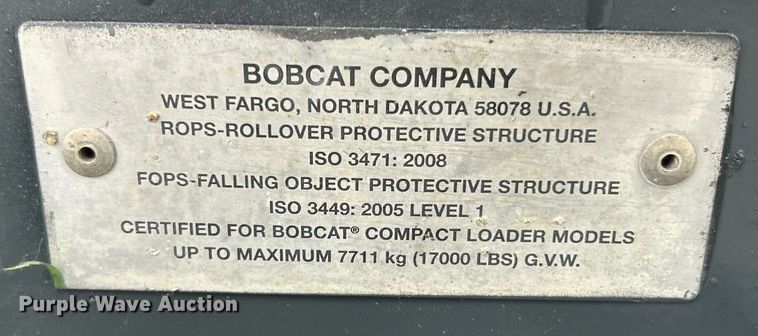 BOBCAT COMPANY
WEST FARGO, NORTH DAKOTA 58078 U.S.A.
ROPS-ROLLOVER PROTECTIVE STRUCTURE
ISO 3471: 2008
FOPS-FALLING OBJECT PROTECTIVE STRUCTURE
ISO 3449: 2005 LEVEL 1
CERTIFIED FOR BOBCAT® COMPACT LOADER MODELS
UP TO MAXIMUM 7711 kg (17000 LBS) G.V.W.
Purple Wave Auction